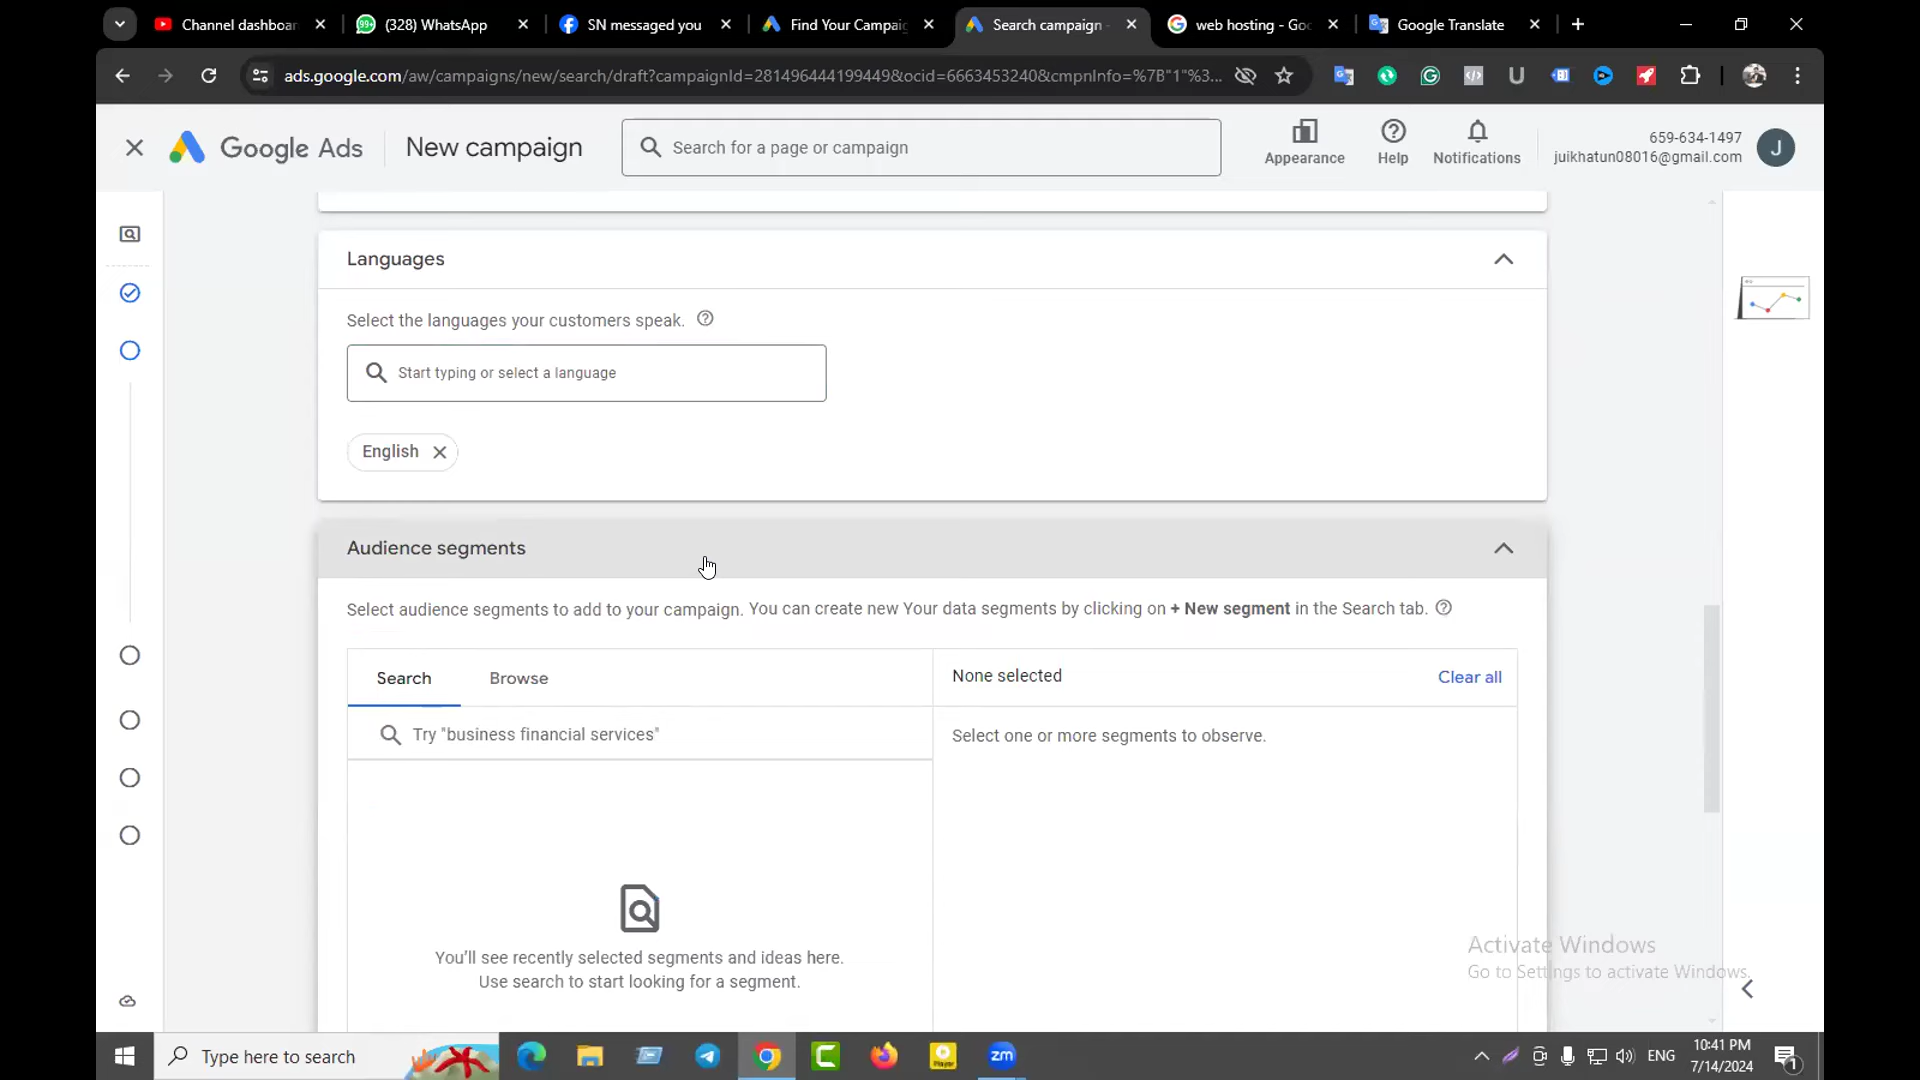 Channel dashboar
(328) WhatsApp
SN messaged you
Find Your Campaig
Search campaign -
web hosting - Goo
Google Translate
ads.google.com/aw/campaigns/new/search/draft?campaignId=281496444199449&ocid=6663453240&cmpnInfo=%7B"1"%3...
Google Ads
New campaign
Search for a page or campaign
Appearance
Help
Notifications
659-634-1497
juikhatun08016@gmail.com
J
Languages
Select the languages your customers speak.
Start typing or select a language
English
Audience segments
Select audience segments to add to your campaign. You can create new Your data segments by clicking on + New segment in the Search tab.
Search
Browse
None selected
Clear all
Try "business financial services"
Select one or more segments to observe.
You'll see recently selected segments and ideas here.
Use search to start looking for a segment.
Activate Windows
Go to Settings to activate Windows.
Type here to search
zm
ENG
10:41 PM
7/14/2024
1